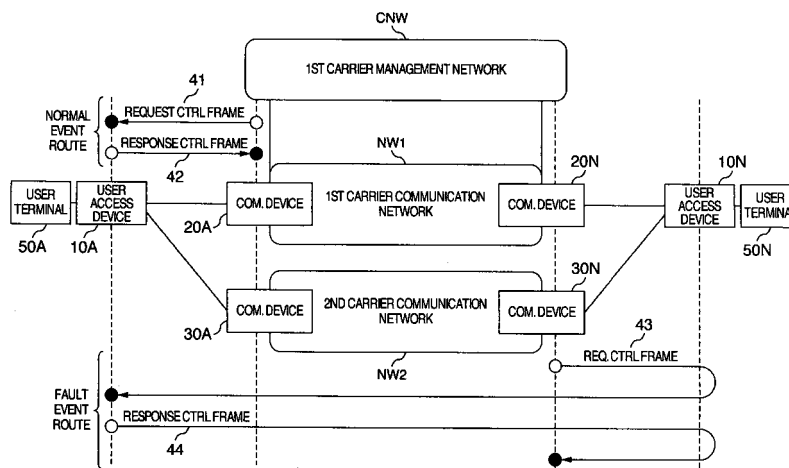 CNW
1ST CARRIER MANAGEMENT NETWORK
41
REQUEST CTRL FRAME
NORMAL
EVENT
ROUTE
RESPONSE CTRL FRAME
42
NW1
20N
10N
USER
TERMINAL
USER
ACCESS
DEVICE
COM. DEVICE
1ST CARRIER COMMUNICATION
NETWORK
COM. DEVICE
USER
ACCESS
DEVICE
USER
TERMINAL
50A
10A
20A
50N
30N
COM. DEVICE
2ND CARRIER COMMUNICATION
NETWORK
COM. DEVICE
30A
43
NW2
REQ. CTRL FRAME
FAULT
EVENT
ROUTE
RESPONSE CTRL FRAME
44